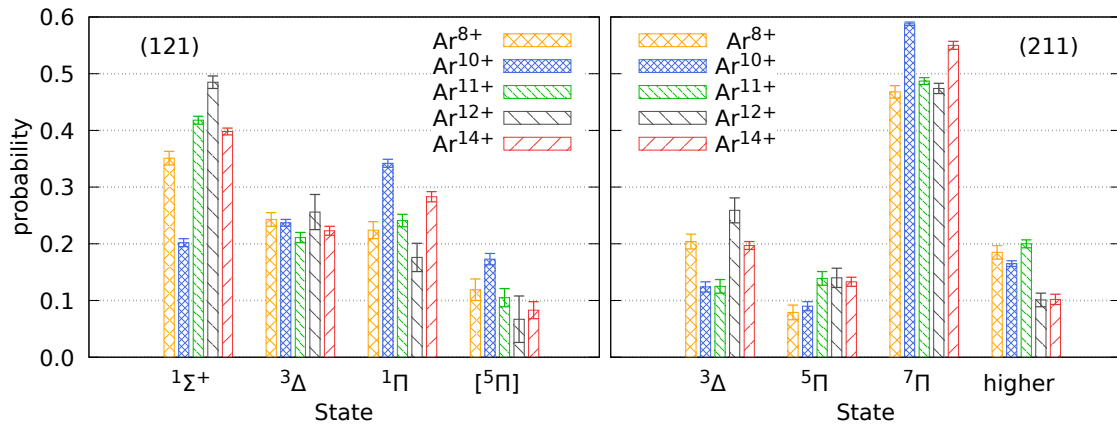 probability
0.6
0.5
0.4
0.3
0.2
0.1
0.0
(121)
Ar⁸⁺
Ar¹⁰⁺
Ar¹¹⁺
Ar¹²⁺
Ar¹⁴⁺
¹Σ⁺ ³Δ ¹Π [⁵Π]
State
Ar⁸⁺
Ar¹⁰⁺
Ar¹¹⁺
Ar¹²⁺
Ar¹⁴⁺
(211)
³Δ ⁵Π ⁷Π higher
State